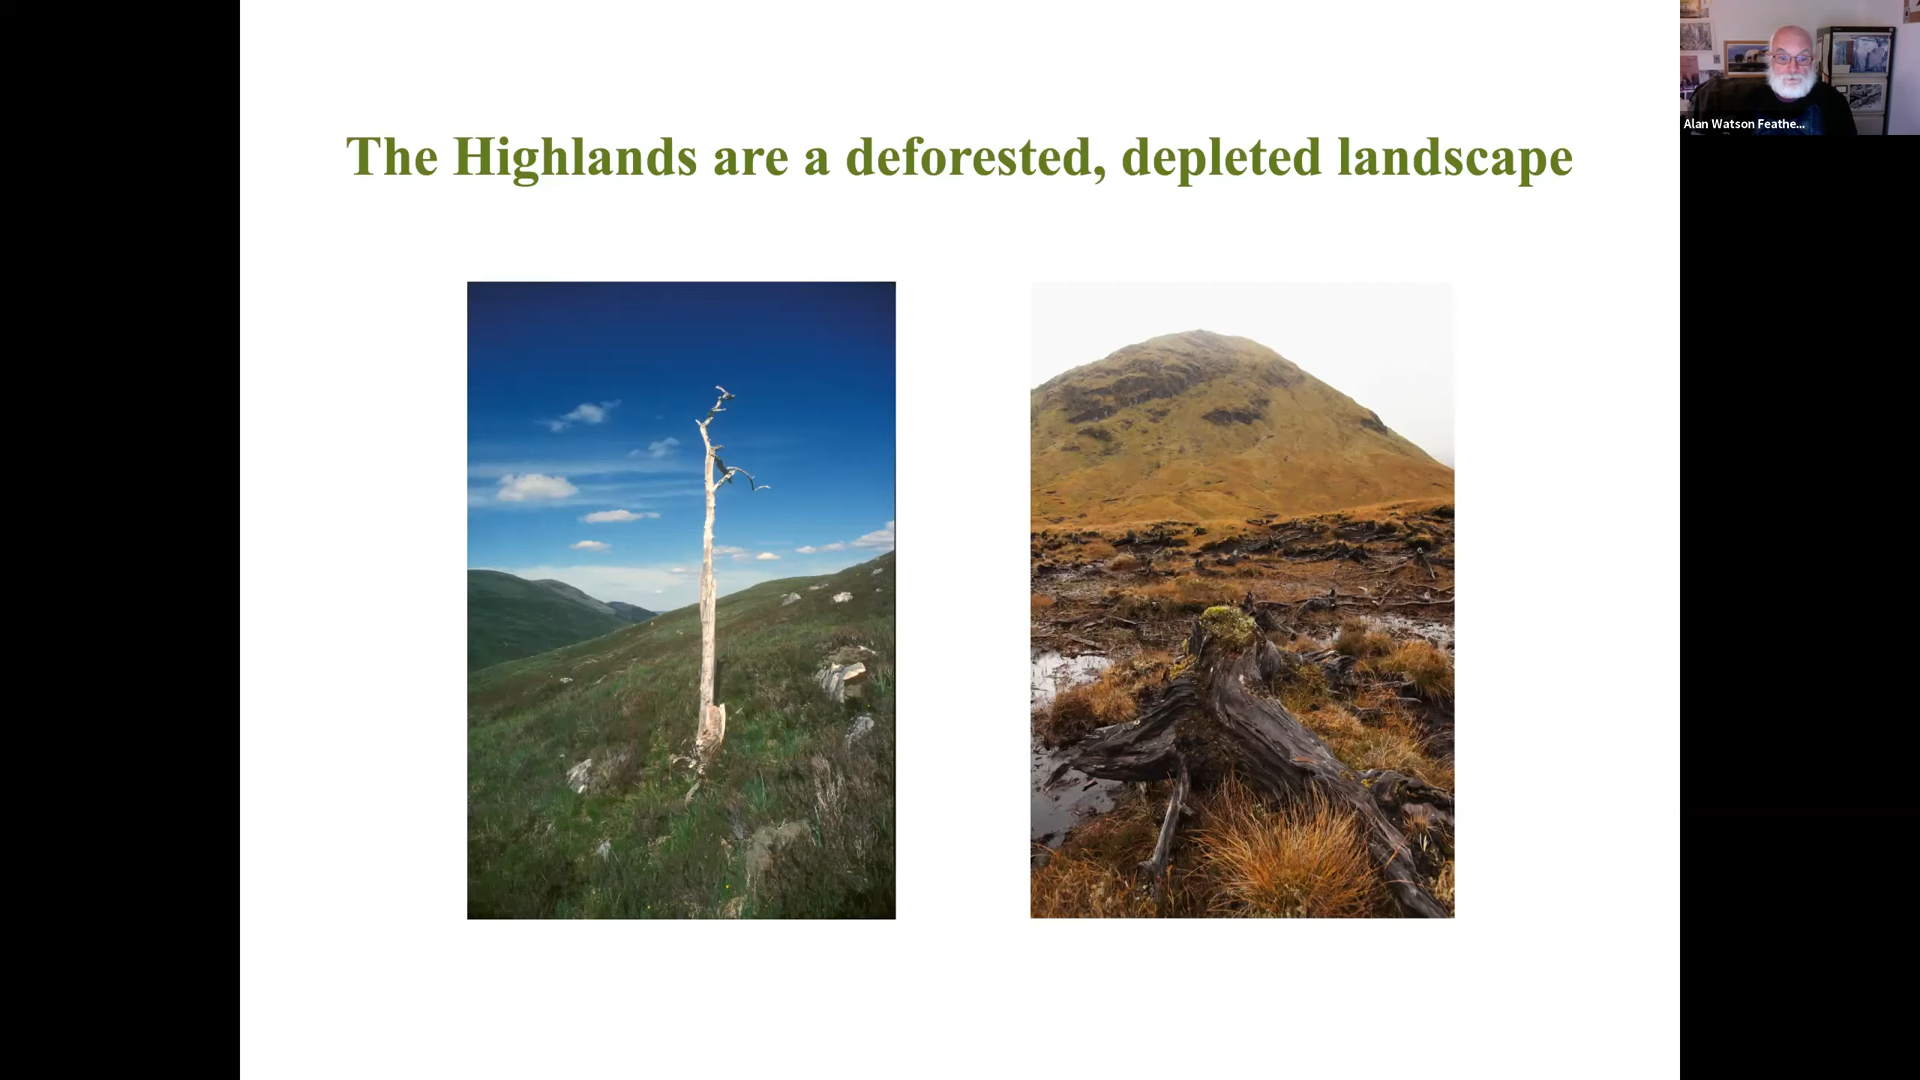 The Highlands are a deforested, depleted landscape
Alan Watson Feathe...